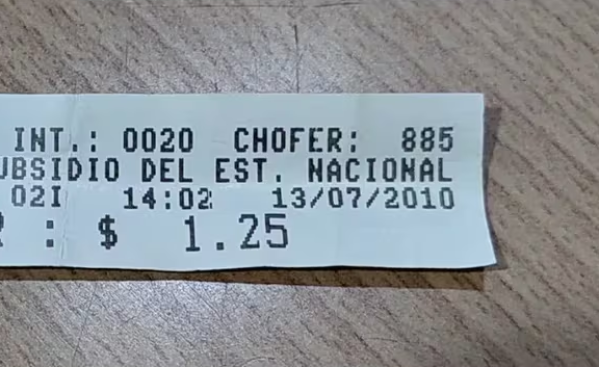 INT.: 0020 CHOFER: 885
UBSIDIO DEL EST. NACIONAL
02I 14:02 13/07/2010
R : $ 1.25